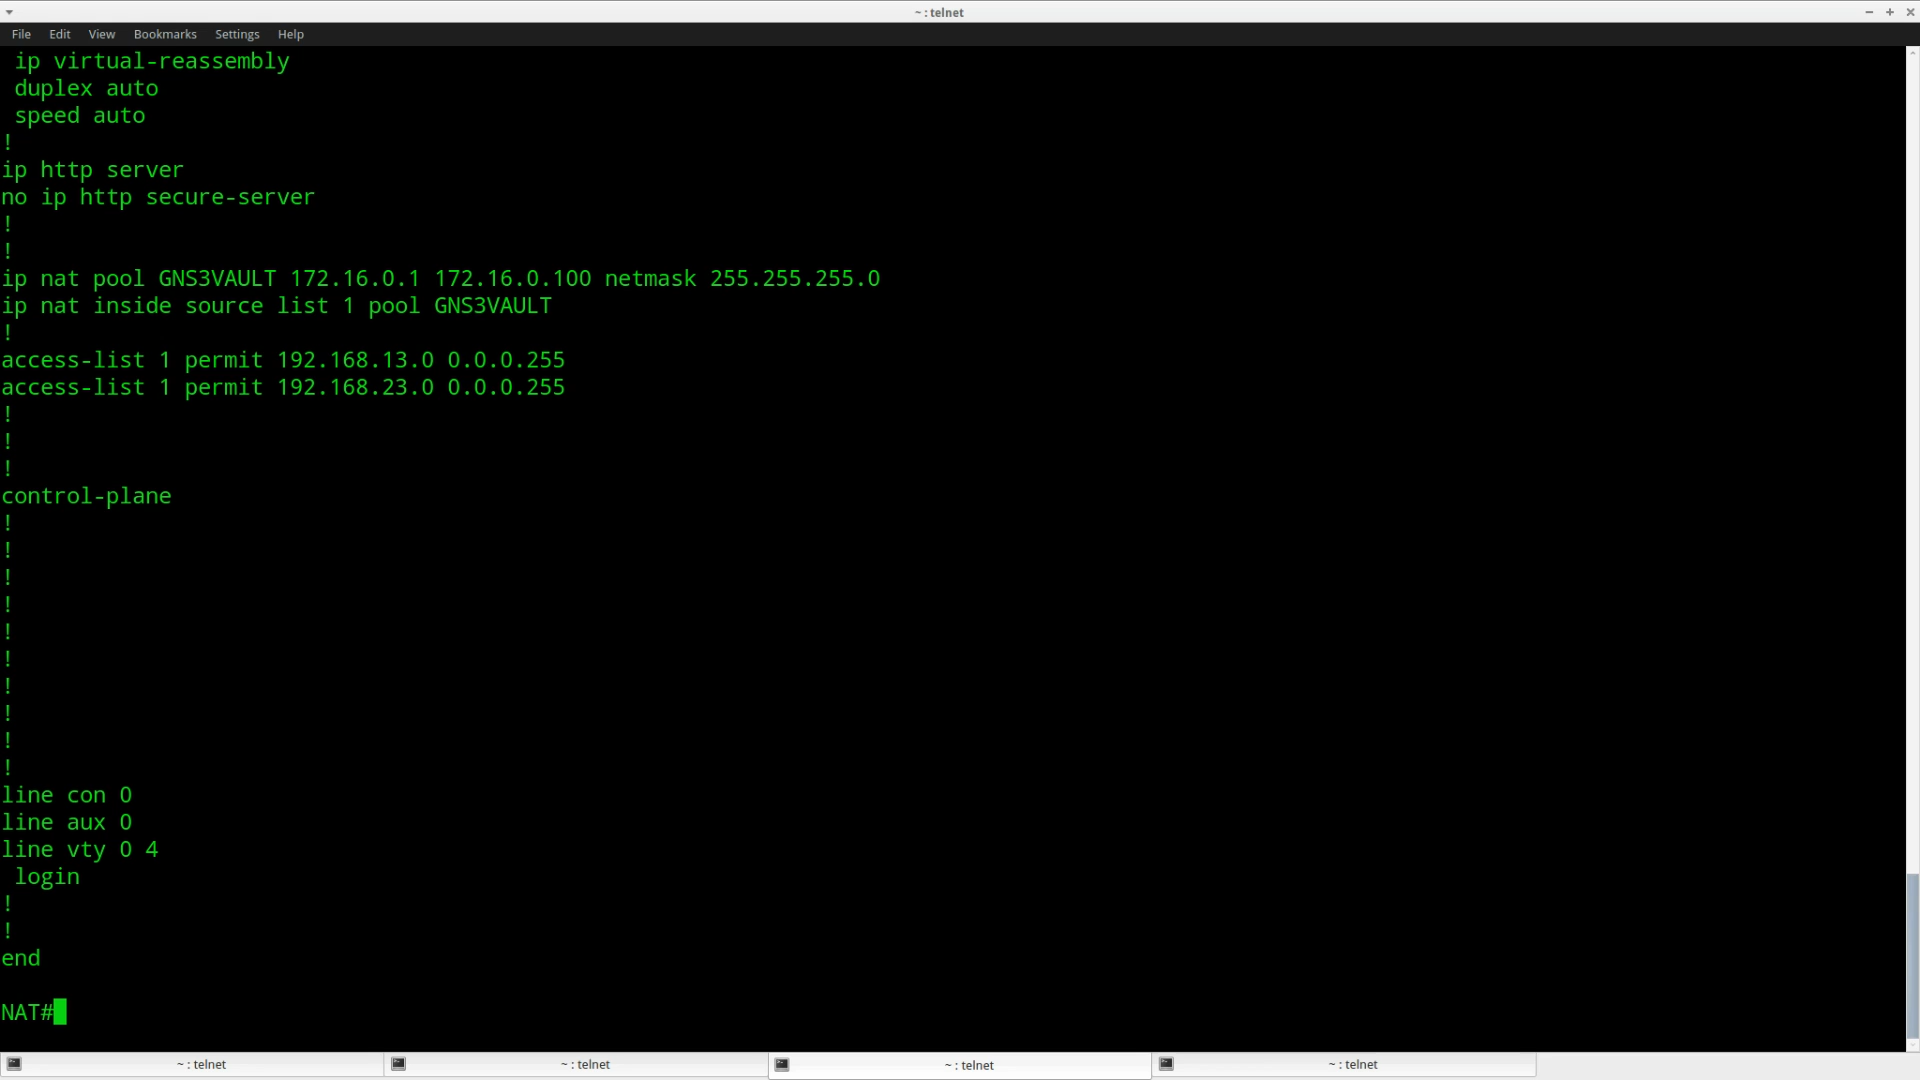 ~ : telnet
File Edit View Bookmarks Settings Help
 ip virtual-reassembly
 duplex auto
 speed auto
!
ip http server
no ip http secure-server
!
!
ip nat pool GNS3VAULT 172.16.0.1 172.16.0.100 netmask 255.255.255.0
ip nat inside source list 1 pool GNS3VAULT
!
access-list 1 permit 192.168.13.0 0.0.0.255
access-list 1 permit 192.168.23.0 0.0.0.255
!
!
!
control-plane
!
!
!
!
!
!
!
!
!
!
line con 0
line aux 0
line vty 0 4
 login
!
!
end

NAT#
~ : telnet ~ : telnet ~ : telnet ~ : telnet